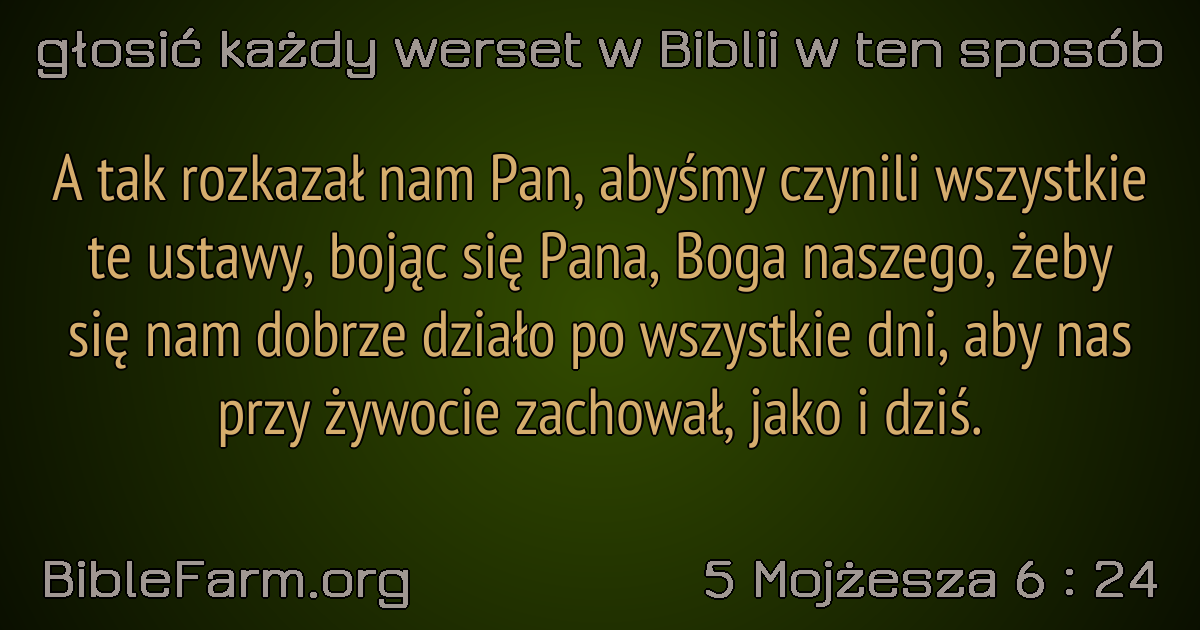 głosić każdy werset w Biblii w ten sposób
A tak rozkazał nam Pan, abyśmy czynili wszystkie
te ustawy, bojąc się Pana, Boga naszego, żeby
się nam dobrze działo po wszystkie dni, aby nas
przy żywocie zachował, jako i dziś.
BibleFarm.org
5 Mojżesza 6 : 24